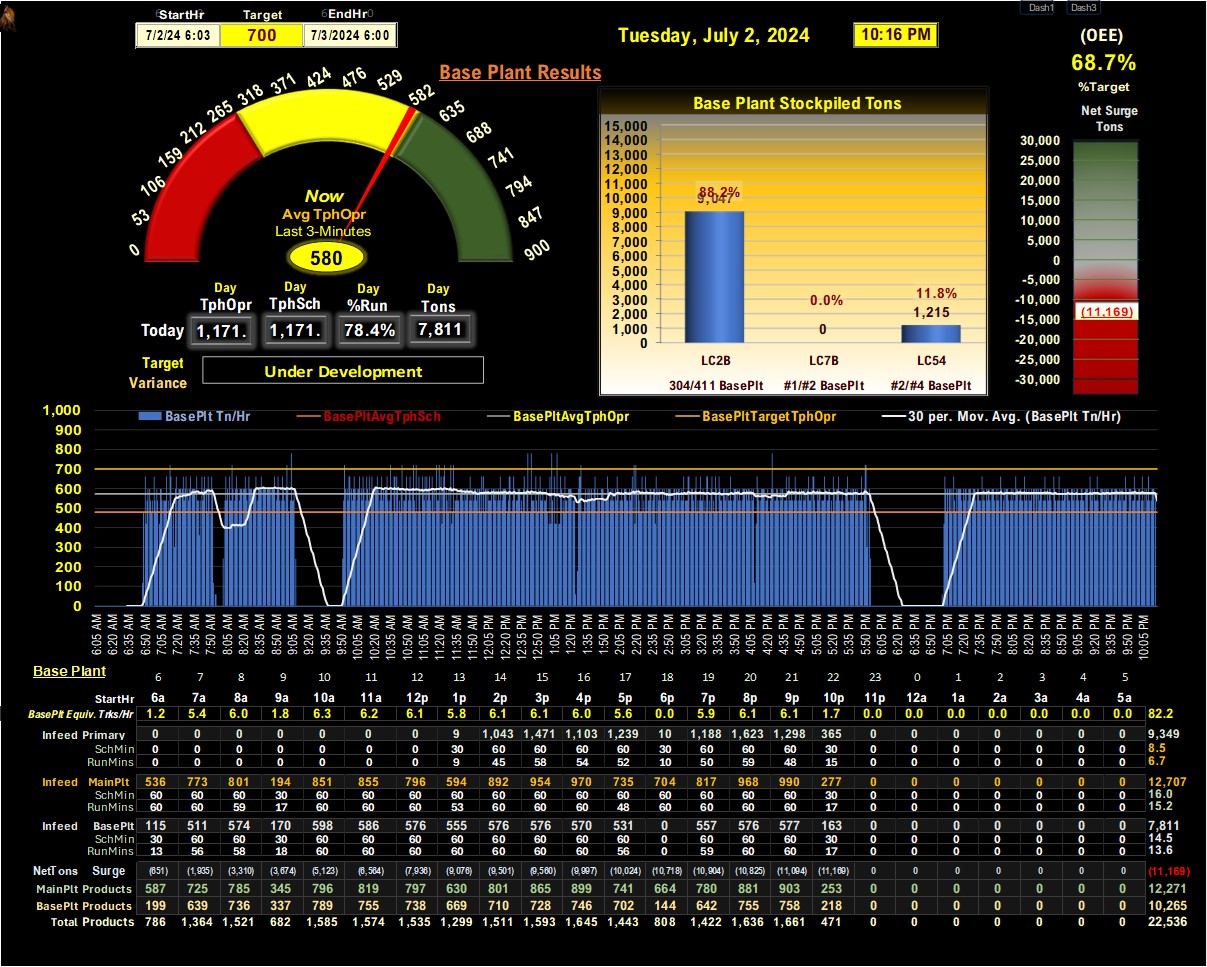 StartHr Target EndHr Dash1 Dash3
7/2/24 6:03 700 7/3/2024 6:00
Tuesday, July 2, 2024 10:16 PM
(OEE)
68.7%
%Target
Net Surge
Tons
Base Plant Results
0 53 106 159 212 265 318 371 424 476 529 582 635 688 741 794 847 900
Now
Avg TphOpr
Last 3-Minutes
580
Day Day Day Day
TphOpr TphSch %Run Tons
Today 1,171. 1,171. 78.4% 7,811
Target
Variance
Under Development
Base Plant Stockpiled Tons
15,000
14,000
13,000
12,000
11,000
10,000
9,000
8,000
7,000
6,000
5,000
4,000
3,000
2,000
1,000
0
88.2%
9,047
0.0%
0
11.8%
1,215
LC2B LC7B LC54
304/411 BasePlt #1/#2 BasePlt #2/#4 BasePlt
30,000
25,000
20,000
15,000
10,000
5,000
0
-5,000
-10,000
(11,169)
-15,000
-20,000
-25,000
-30,000
BasePlt Tn/Hr BasePltAvgTphSch BasePltAvgTphOpr BasePltTargetTphOpr 30 per. Mov. Avg. (BasePlt Tn/Hr)
1,000
900
800
700
600
500
400
300
200
100
0
6:05 AM 6:20 AM 6:35 AM 6:50 AM 7:05 AM 7:20 AM 7:35 AM 7:50 AM 8:05 AM 8:20 AM 8:35 AM 8:50 AM 9:05 AM 9:20 AM 9:35 AM 9:50 AM 10:05 AM 10:20 AM 10:35 AM 10:50 AM 11:05 AM 11:20 AM 11:35 AM 11:50 AM 12:05 PM 12:20 PM 12:35 PM 12:50 PM 1:05 PM 1:20 PM 1:35 PM 1:50 PM 2:05 PM 2:20 PM 2:35 PM 2:50 PM 3:05 PM 3:20 PM 3:35 PM 3:50 PM 4:05 PM 4:20 PM 4:35 PM 4:50 PM 5:05 PM 5:20 PM 5:35 PM 5:50 PM 6:05 PM 6:20 PM 6:35 PM 6:50 PM 7:05 PM 7:20 PM 7:35 PM 7:50 PM 8:05 PM 8:20 PM 8:35 PM 8:50 PM 9:05 PM 9:20 PM 9:35 PM 9:50 PM 10:05 PM
Base Plant 6 7 8 9 10 11 12 13 14 15 16 17 18 19 20 21 22 23 0 1 2 3 4 5
StartHr 6a 7a 8a 9a 10a 11a 12p 1p 2p 3p 4p 5p 6p 7p 8p 9p 10p 11p 12a 1a 2a 3a 4a 5a
BasePlt Equiv. Trks/Hr 1.2 5.4 6.0 1.8 6.3 6.2 6.1 5.8 6.1 6.1 6.0 5.6 0.0 5.9 6.1 6.1 1.7 0.0 0.0 0.0 0.0 0.0 0.0 0.0 82.2
Infeed Primary 0 0 0 0 0 0 0 9 1,043 1,471 1,103 1,239 10 1,188 1,623 1,298 365 0 0 0 0 0 0 0 9,349
SchMin 0 0 0 0 0 0 0 30 60 60 60 60 30 60 60 60 30 0 0 0 0 0 0 0 8.5
RunMins 0 0 0 0 0 0 0 9 45 58 54 52 10 50 59 48 15 0 0 0 0 0 0 0 6.7
Infeed MainPlt 536 773 801 194 851 855 796 594 892 954 970 735 704 817 968 990 277 0 0 0 0 0 0 0 12,707
SchMin 60 60 60 30 60 60 60 60 60 60 60 60 60 60 60 60 30 0 0 0 0 0 0 0 16.0
RunMins 60 60 59 17 60 60 60 53 60 60 60 48 60 60 60 60 17 0 0 0 0 0 0 0 15.2
Infeed BasePlt 115 511 574 170 598 586 576 555 576 576 570 531 0 557 576 577 163 0 0 0 0 0 0 0 7,811
SchMin 30 60 60 30 60 60 60 60 60 60 60 60 0 60 60 60 30 0 0 0 0 0 0 0 14.5
RunMins 13 56 58 18 60 60 60 60 60 60 60 56 0 59 60 60 17 0 0 0 0 0 0 0 13.6
NetTons Surge (651) (1,935) (3,310) (3,674) (5,123) (6,564) (7,936) (9,076) (9,501) (9,560) (9,997) (10,024) (10,718) (10,904) (10,825) (11,094) (11,169) 0 0 0 0 0 0 0 (11,169)
MainPlt Products 587 725 785 345 796 819 797 630 801 865 899 741 664 780 881 903 253 0 0 0 0 0 0 0 12,271
BasePlt Products 199 639 736 337 789 755 738 669 710 728 746 702 144 642 755 758 218 0 0 0 0 0 0 0 10,265
Total Products 786 1,364 1,521 682 1,585 1,574 1,535 1,299 1,511 1,593 1,645 1,443 808 1,422 1,636 1,661 471 0 0 0 0 0 0 0 22,536